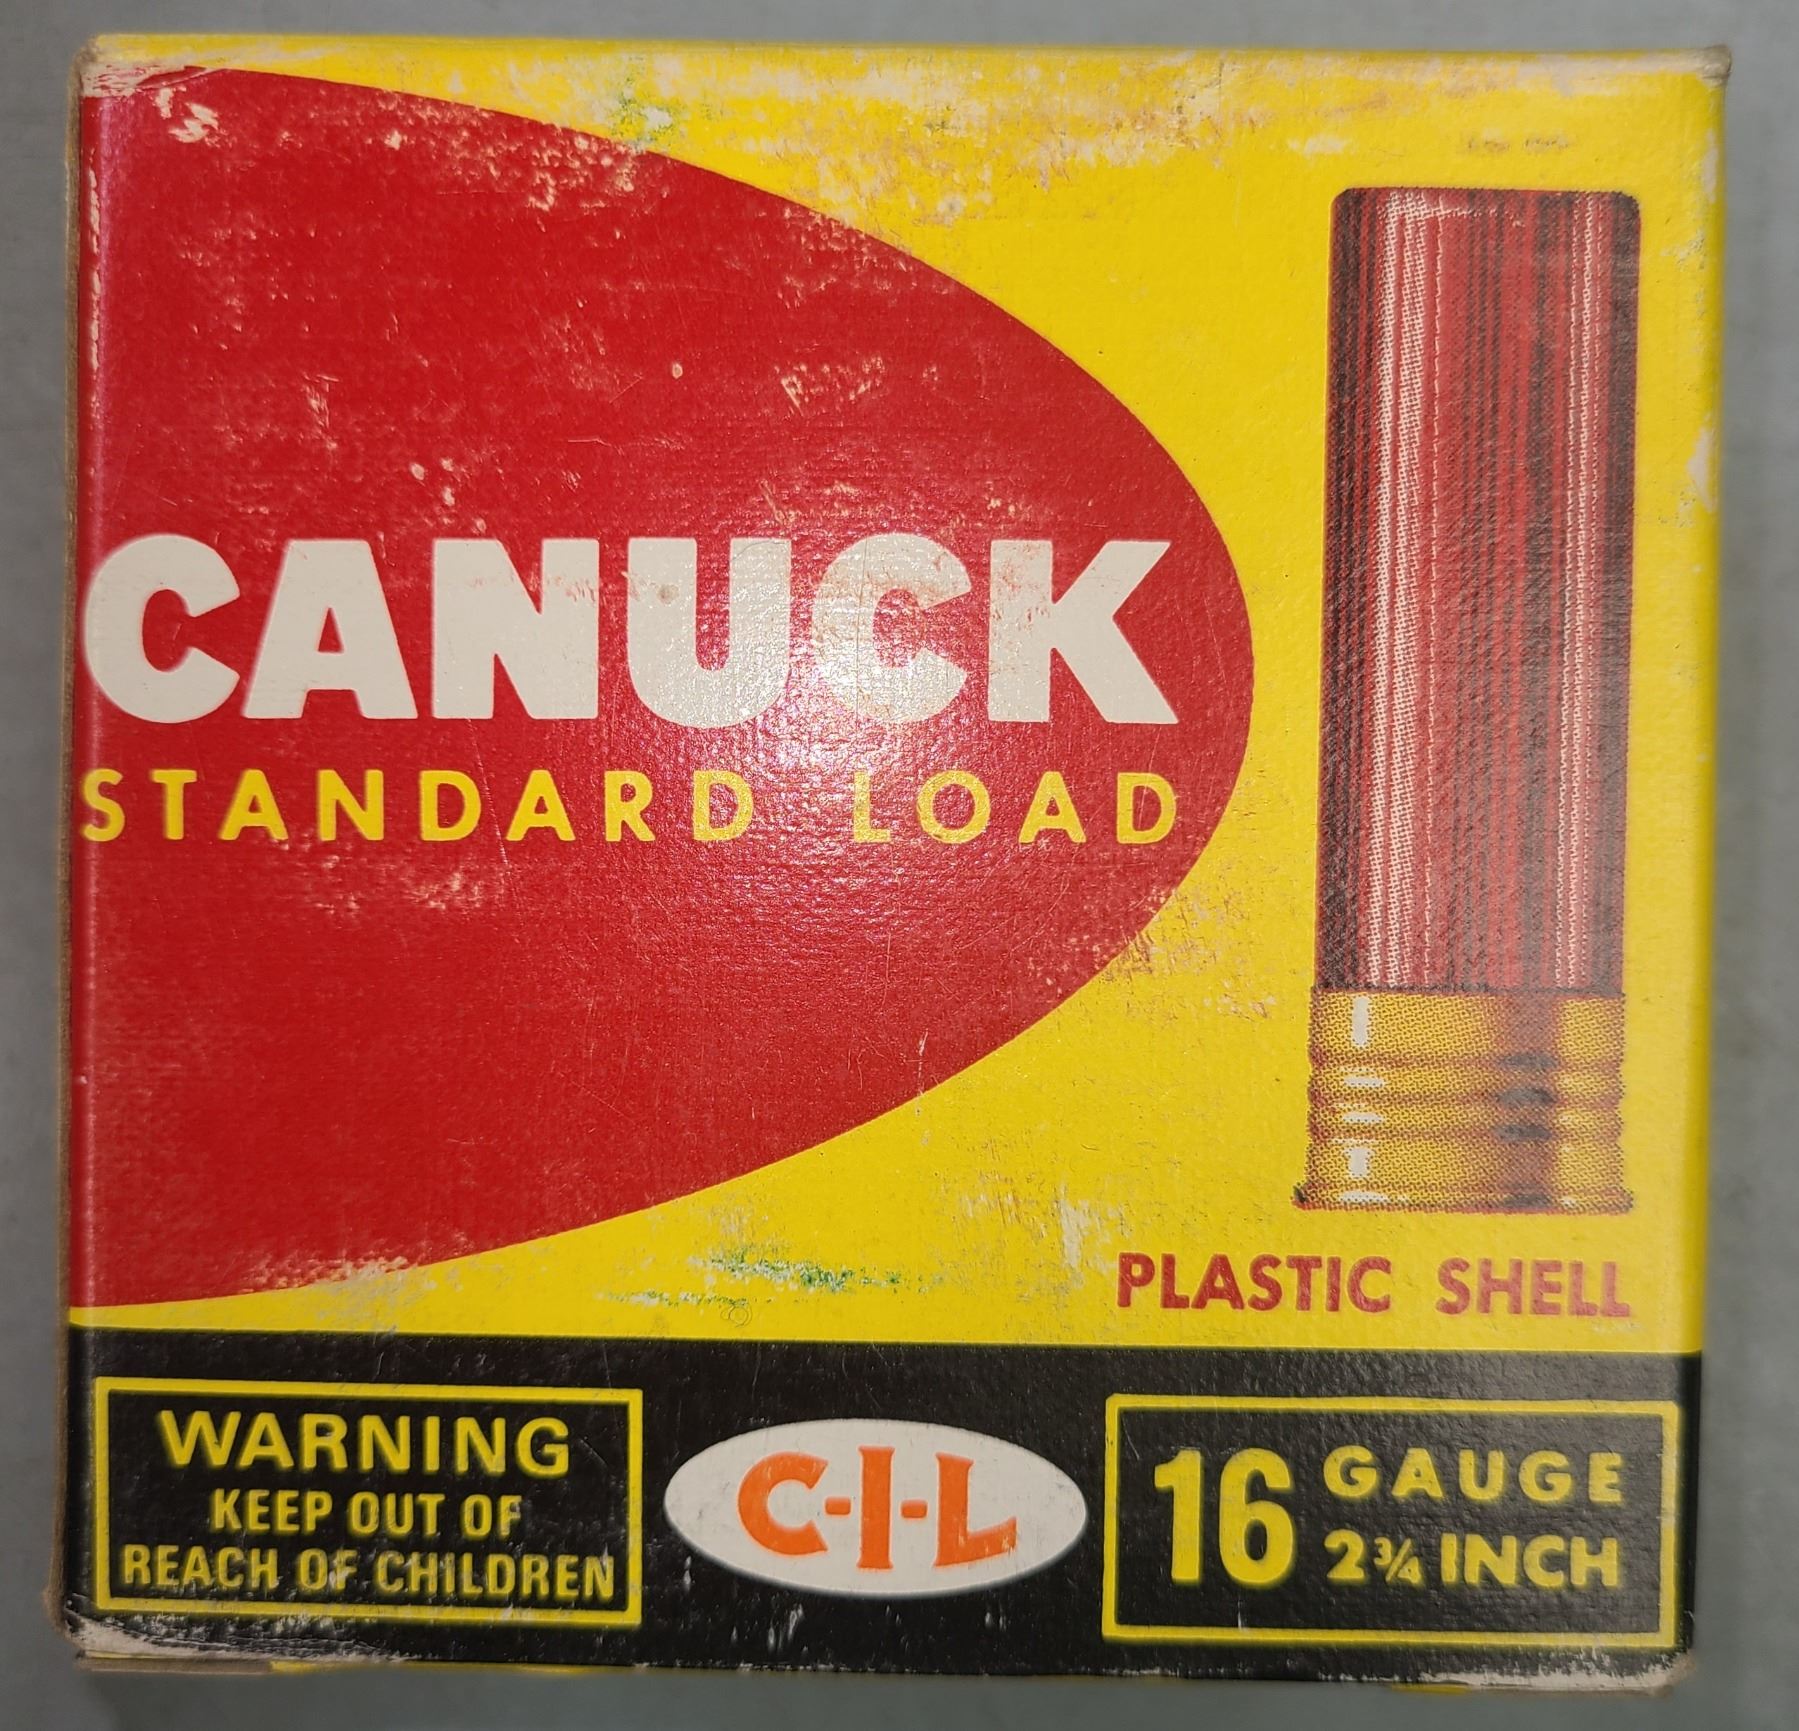 CANUCK
STANDARD LOAD
PLASTIC SHELL
WARNING
KEEP OUT OF
REACH OF CHILDREN
C-I-L
16 GAUGE
2¾ INCH